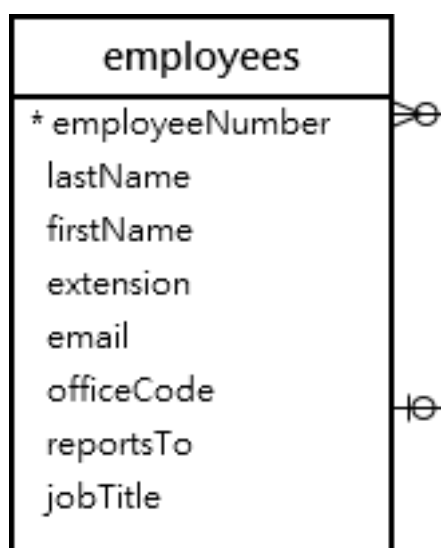 employees
* employeeNumber
lastName
firstName
extension
email
officeCode
reportsTo
jobTitle